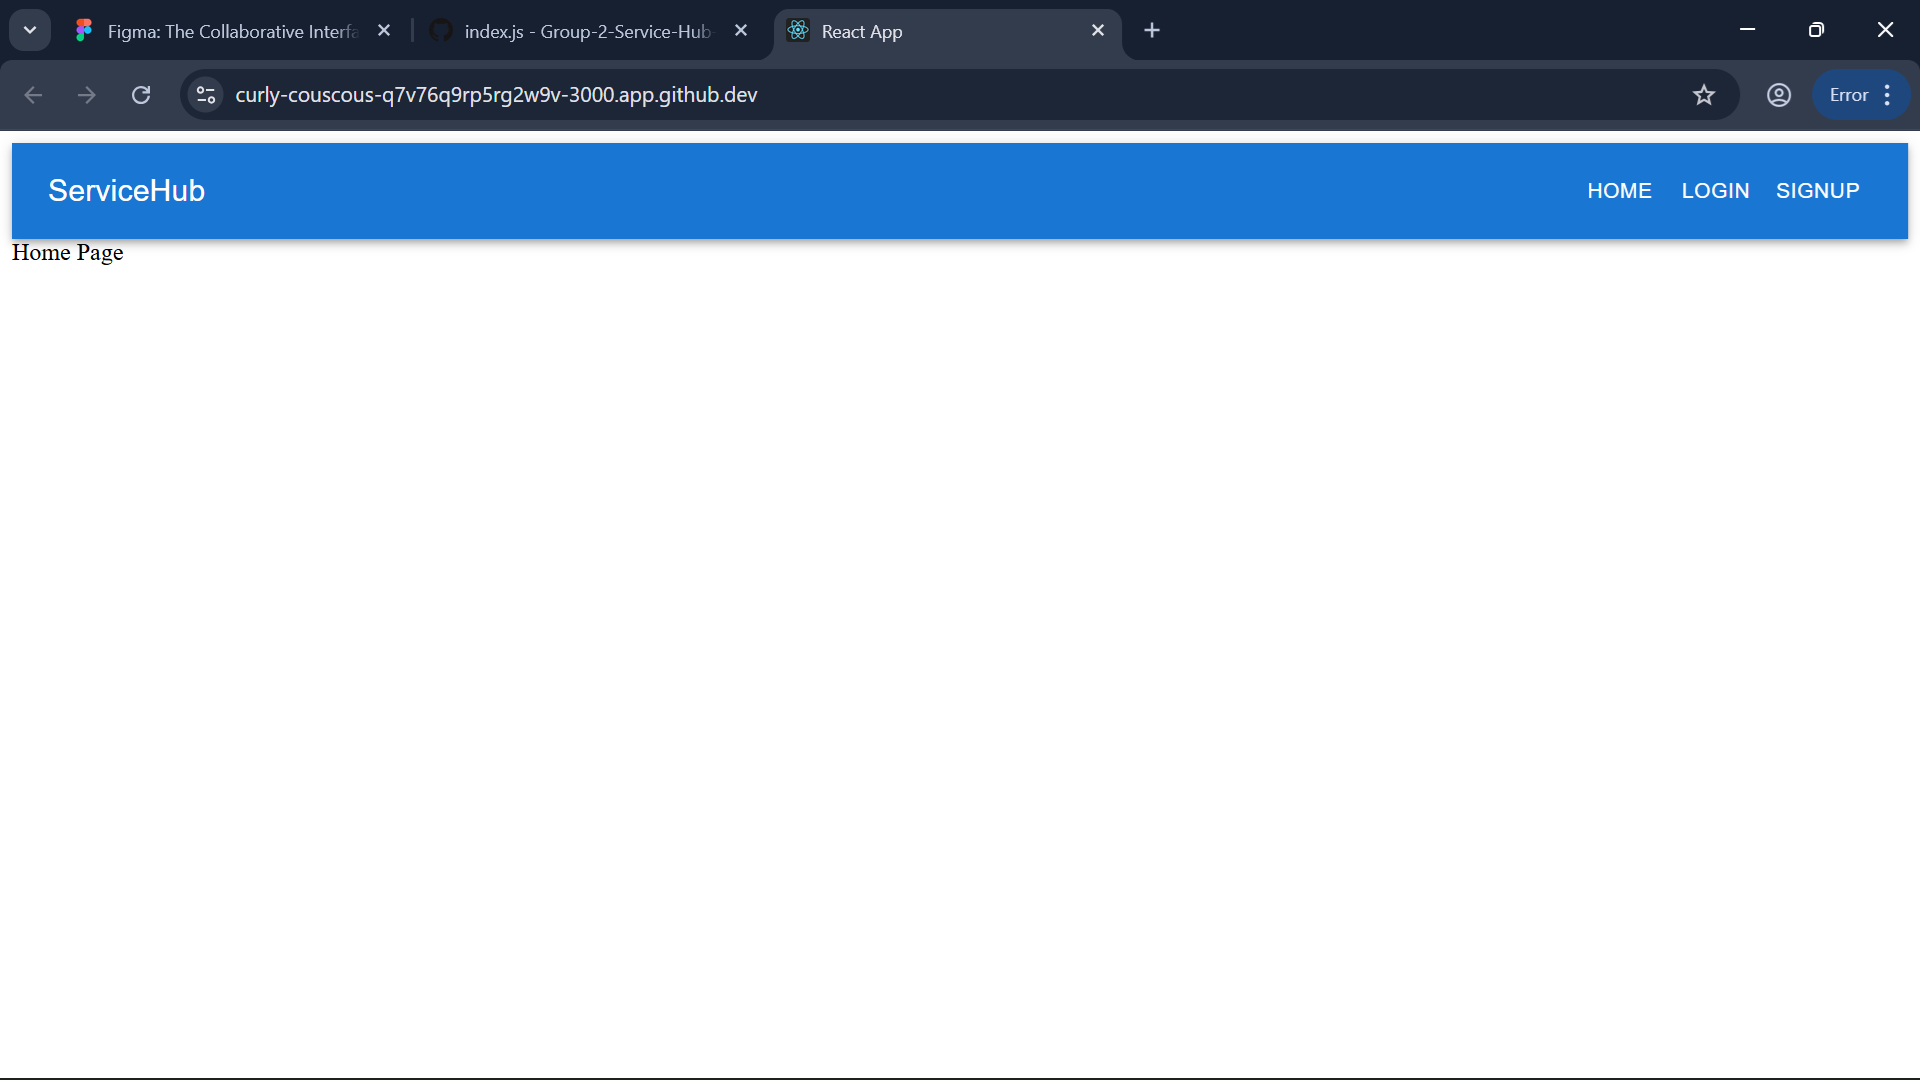 Figma: The Collaborative Interfa
index.js - Group-2-Service-Hub-
React App
curly-couscous-q7v76q9rp5rg2w9v-3000.app.github.dev
Error
ServiceHub
HOME
LOGIN
SIGNUP
Home Page